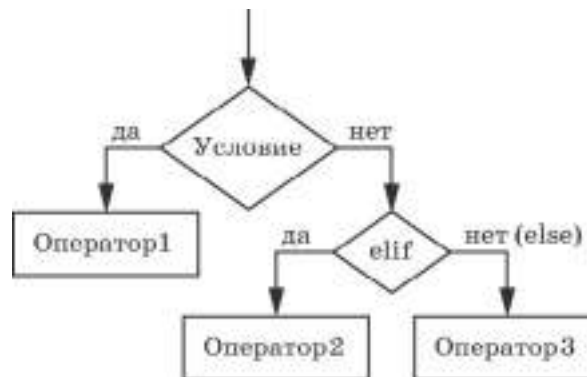 да
Условие
нет
Оператор1
да
elif
нет (else)
Оператор2
Оператор3